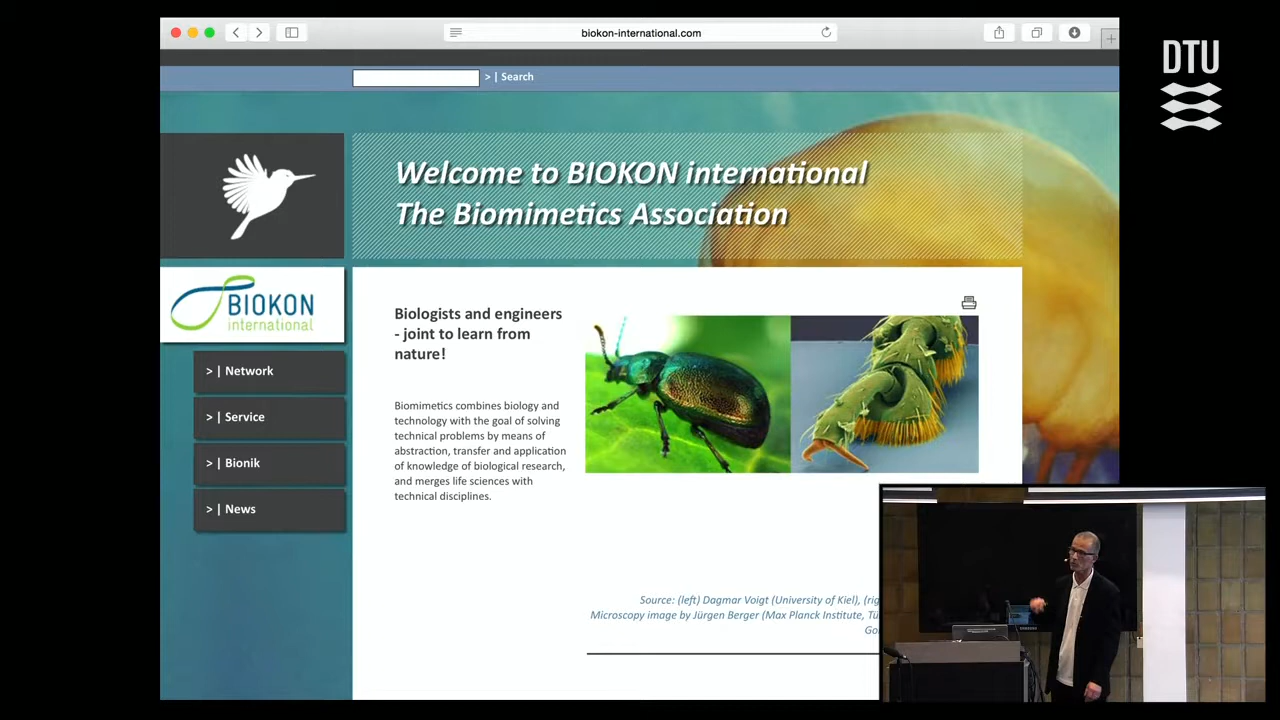 biokon-international.com
DTU
> | Search
Welcome to BIOKON international
The Biomimetics Association
BIOKON
international
Biologists and engineers
- joint to learn from
nature!
> | Network
> | Service
> | Bionik
> | News
Biomimetics combines biology and
technology with the goal of solving
technical problems by means of
abstraction, transfer and application
of knowledge of biological research,
and merges life sciences with
technical disciplines.
Source: (left) Dagmar Voigt (University of Kiel),
Microscopy image by Jürgen Berger (Max Planck Institute,